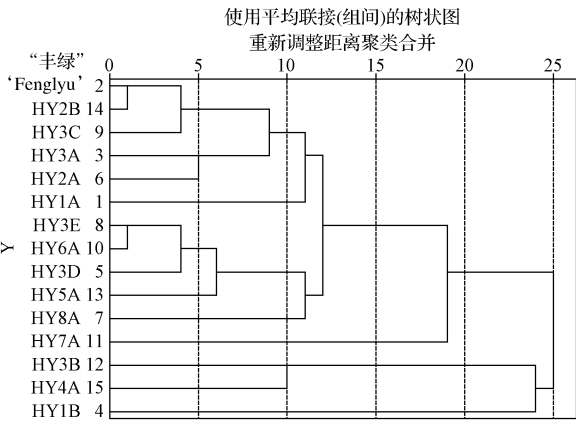 使用平均联接(组间)的树状图
重新调整距离聚类合并
“丰绿”
0 5 10 15 20 25
‘Fenglyu’ 2
HY2B 14
HY3C 9
HY3A 3
HY2A 6
HY1A 1
HY3E 8
Y
HY6A 10
HY3D 5
HY5A 13
HY8A 7
HY7A 11
HY3B 12
HY4A 15
HY1B 4